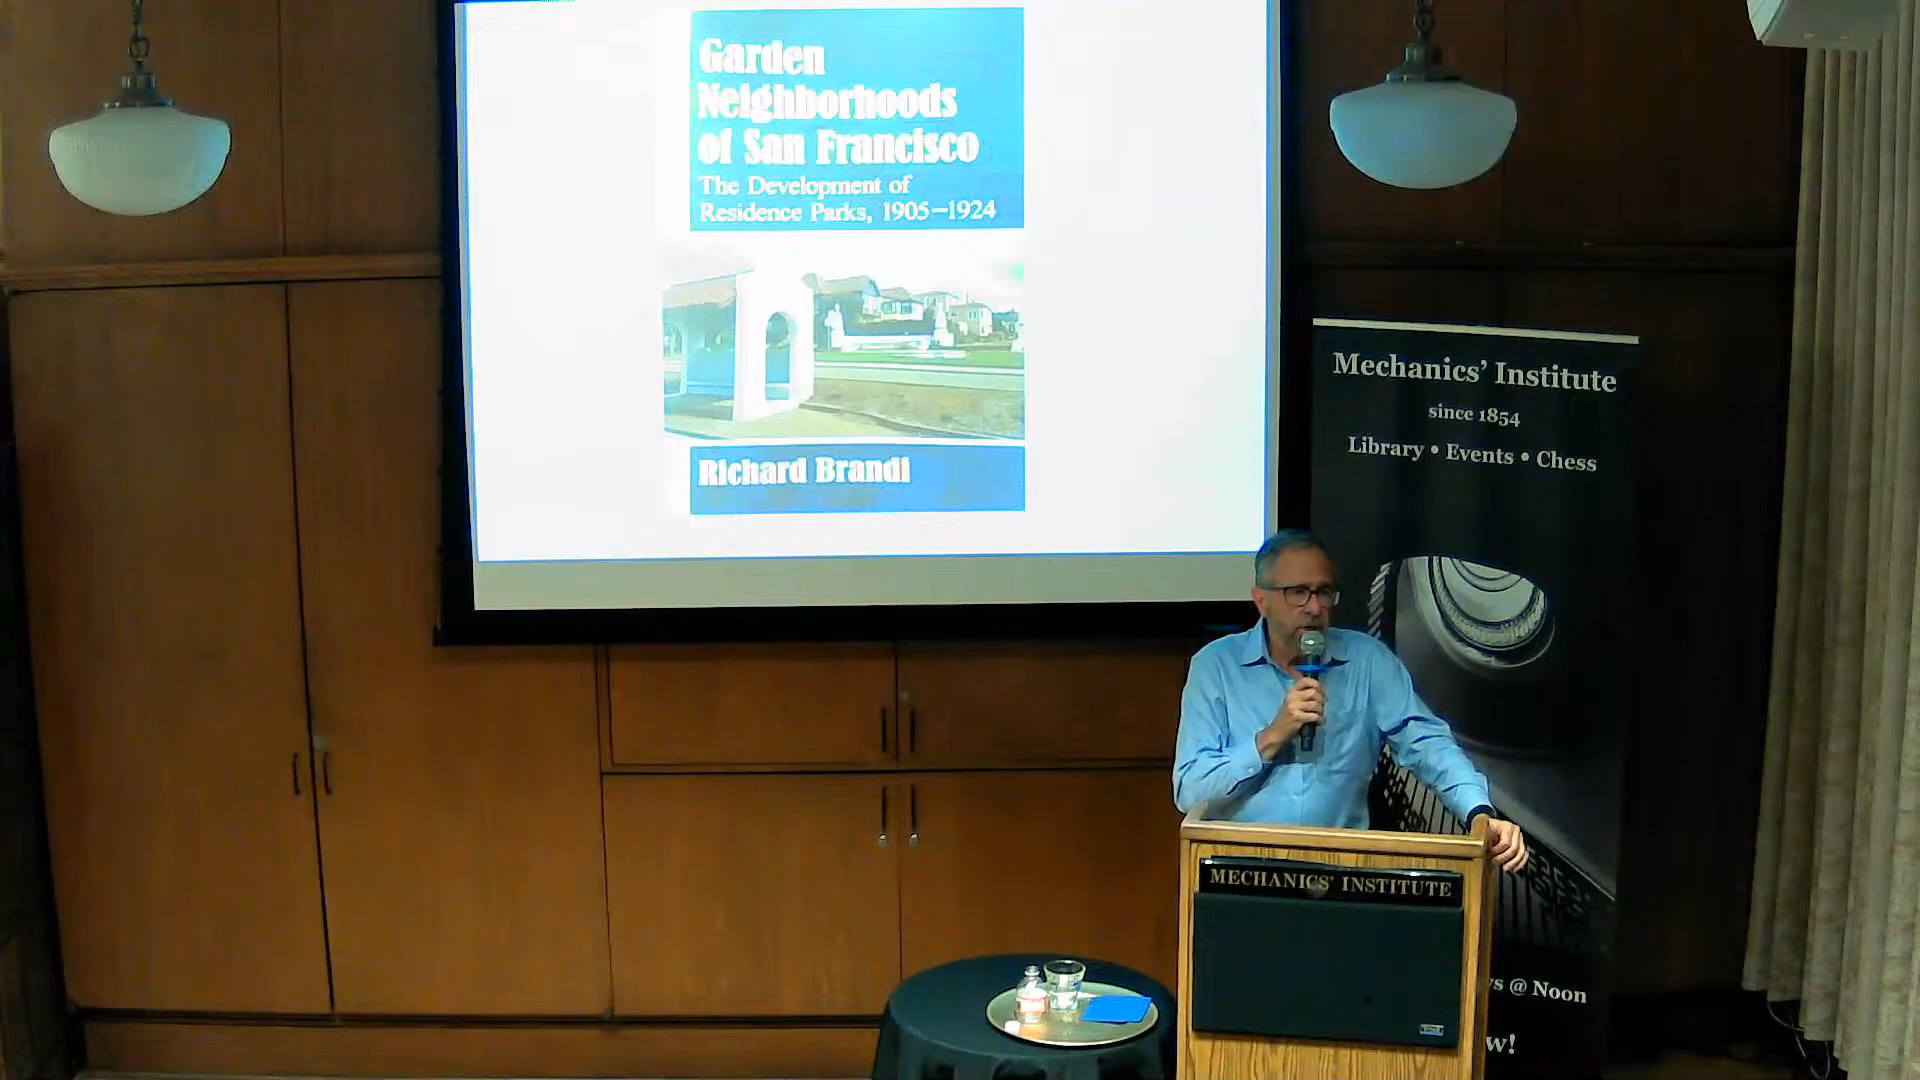 Garden
Neighborhoods
of San Francisco
The Development of
Residence Parks, 1905–1924
Richard Brandi
Mechanics' Institute
since 1854
Library • Events • Chess
@ Noon
MECHANICS' INSTITUTE